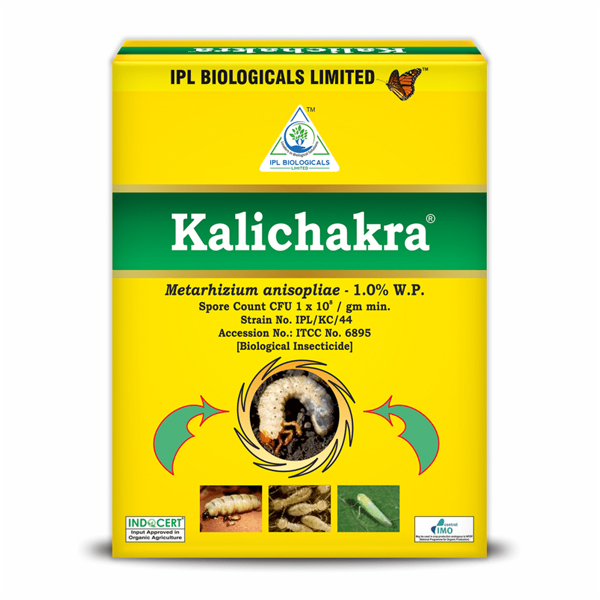 Kalichakra®
IPL BIOLOGICALS LIMITED ™
TM
IPL BIOLOGICALS
LIMITED
Kalichakra®
Metarhizium anisopliae - 1.0% W.P.
Spore Count CFU 1 x 10⁸ / gm min.
Strain No. IPL/KC/44
Accession No.: ITCC No. 6895
[Biological Insecticide]
INDOCERT
Input Approved in
Organic Agriculture
control
IMO